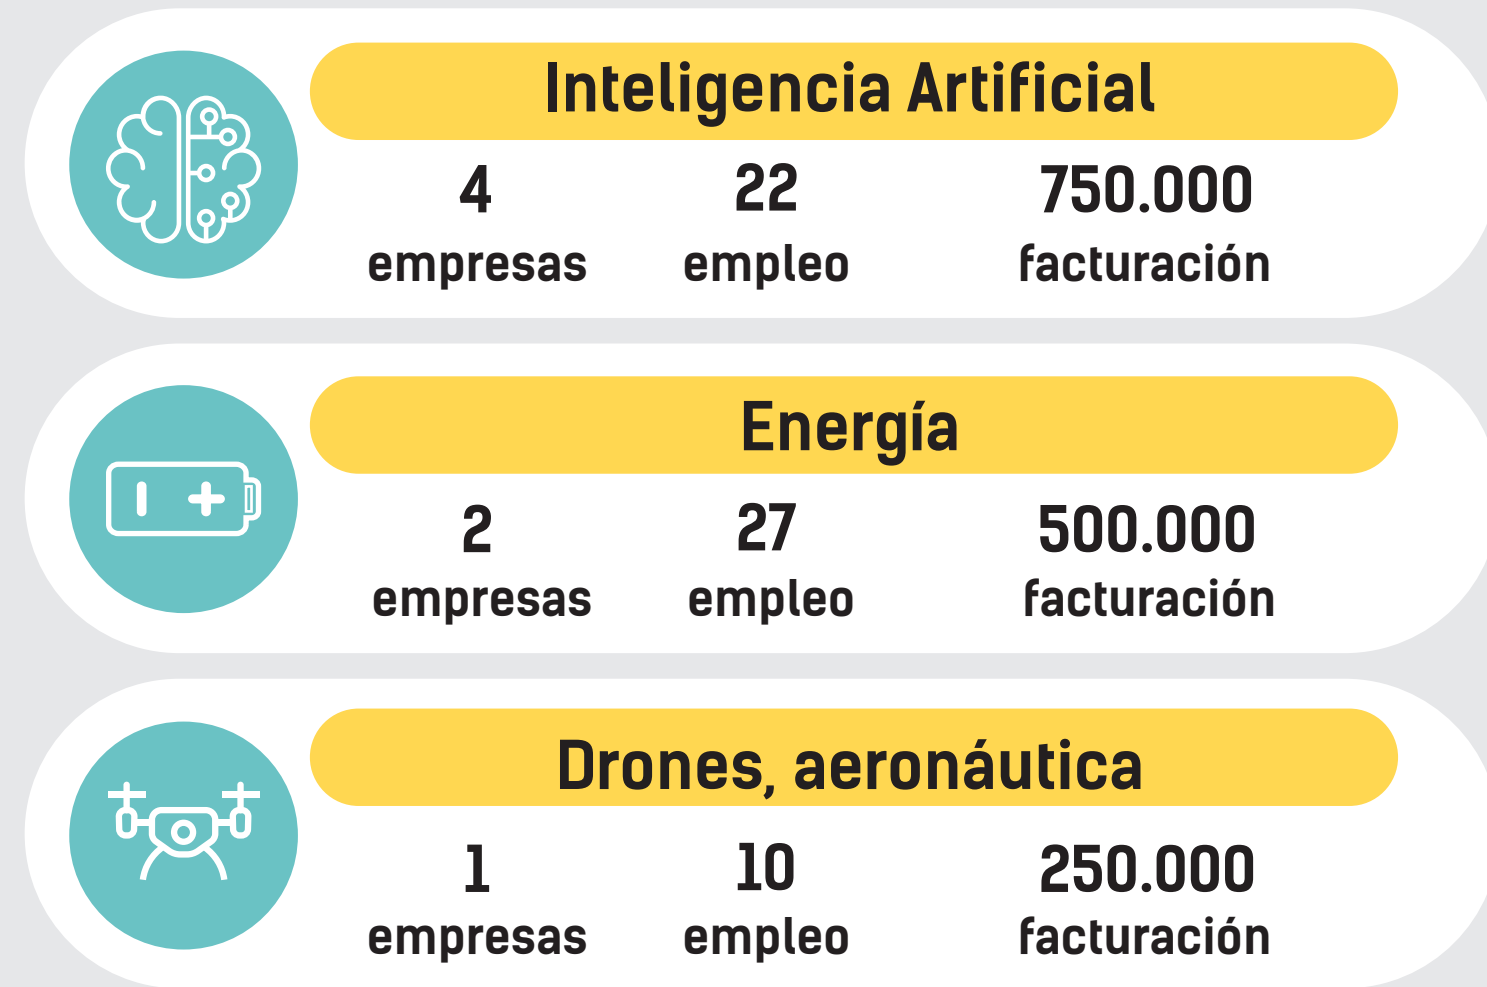 Inteligencia Artificial
4 22 750.000
empresas empleo facturación
Energía
2 27 500.000
empresas empleo facturación
Drones, aeronáutica
1 10 250.000
empresas empleo facturación